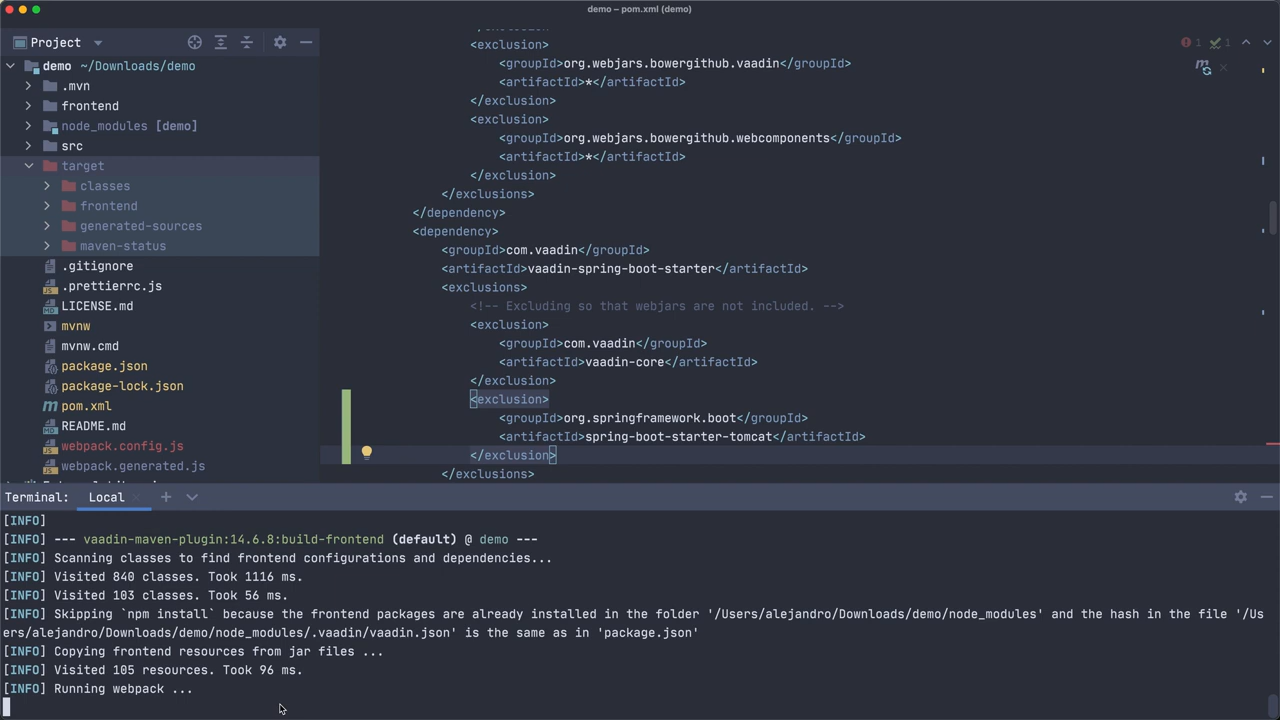 demo – pom.xml (demo)
Project
demo ~/Downloads/demo
.mvn
frontend
node_modules [demo]
src
target
classes
frontend
generated-sources
maven-status
.gitignore
.prettierrc.js
LICENSE.md
mvnw
mvnw.cmd
package.json
package-lock.json
pom.xml
README.md
webpack.config.js
webpack.generated.js
<exclusion>
<groupId>org.webjars.bowergithub.vaadin</groupId>
<artifactId>*</artifactId>
</exclusion>
<exclusion>
<groupId>org.webjars.bowergithub.webcomponents</groupId>
<artifactId>*</artifactId>
</exclusion>
</exclusions>
</dependency>
<dependency>
<groupId>com.vaadin</groupId>
<artifactId>vaadin-spring-boot-starter</artifactId>
<exclusions>
<!-- Excluding so that webjars are not included. -->
<exclusion>
<groupId>com.vaadin</groupId>
<artifactId>vaadin-core</artifactId>
</exclusion>
<exclusion>
<groupId>org.springframework.boot</groupId>
<artifactId>spring-boot-starter-tomcat</artifactId>
</exclusion>
</exclusions>
1 1
Terminal: Local
[INFO]
[INFO] --- vaadin-maven-plugin:14.6.8:build-frontend (default) @ demo ---
[INFO] Scanning classes to find frontend configurations and dependencies...
[INFO] Visited 840 classes. Took 1116 ms.
[INFO] Visited 103 classes. Took 56 ms.
[INFO] Skipping `npm install` because the frontend packages are already installed in the folder '/Users/alejandro/Downloads/demo/node_modules' and the hash in the file '/Us
ers/alejandro/Downloads/demo/node_modules/.vaadin/vaadin.json' is the same as in 'package.json'
[INFO] Copying frontend resources from jar files ...
[INFO] Visited 105 resources. Took 96 ms.
[INFO] Running webpack ...